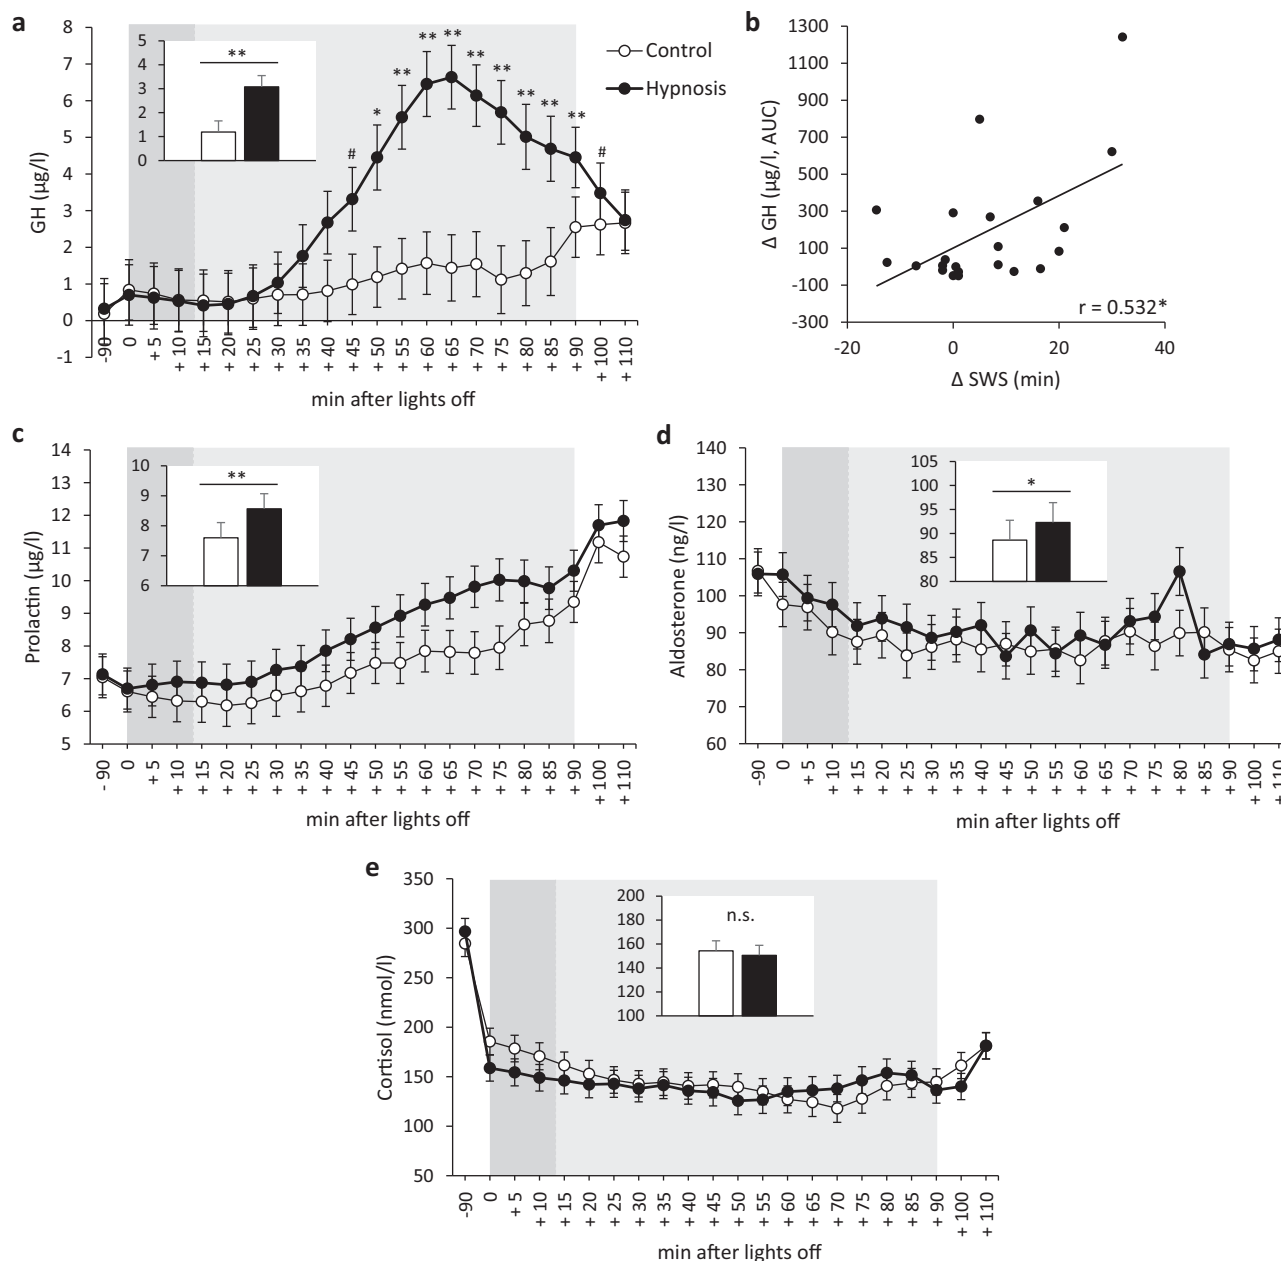 a
8
7
6
5
4
3
2
1
0
-1
GH (µg/l)
5
4
3
2
1
0
**
# * ** ** ** ** ** ** ** ** #
Control
Hypnosis
-90 0 + 5 + 10 + 15 + 20 + 25 + 30 + 35 + 40 + 45 + 50 + 55 + 60 + 65 + 70 + 75 + 80 + 85 + 90 + 100 + 110
min after lights off
b
1300
1100
900
700
500
300
100
-100
-300
Δ GH (µg/l, AUC)
r = 0.532*
-20 0 20 40
Δ SWS (min)
c
14
13
12
11
10
9
8
7
6
5
Prolactin (µg/l)
10
9
8
7
6
**
- 90 0 + 5 + 10 + 15 + 20 + 25 + 30 + 35 + 40 + 45 + 50 + 55 + 60 + 65 + 70 + 75 + 80 + 85 + 90 + 100 + 110
min after lights off
d
140
130
120
110
100
90
80
70
60
Aldosterone (ng/l)
105
100
95
90
85
80
*
-90 0 + 5 + 10 + 15 + 20 + 25 + 30 + 35 + 40 + 45 + 50 + 55 + 60 + 65 + 70 + 75 + 80 + 85 + 90 + 100 + 110
min after lights off
e
350
300
250
200
150
100
50
Cortisol (nmol/l)
200
180
160
140
120
100
n.s.
-90 0 + 5 + 10 + 15 + 20 + 25 + 30 + 35 + 40 + 45 + 50 + 55 + 60 + 65 + 70 + 75 + 80 + 85 + 90 + 100 + 110
min after lights off